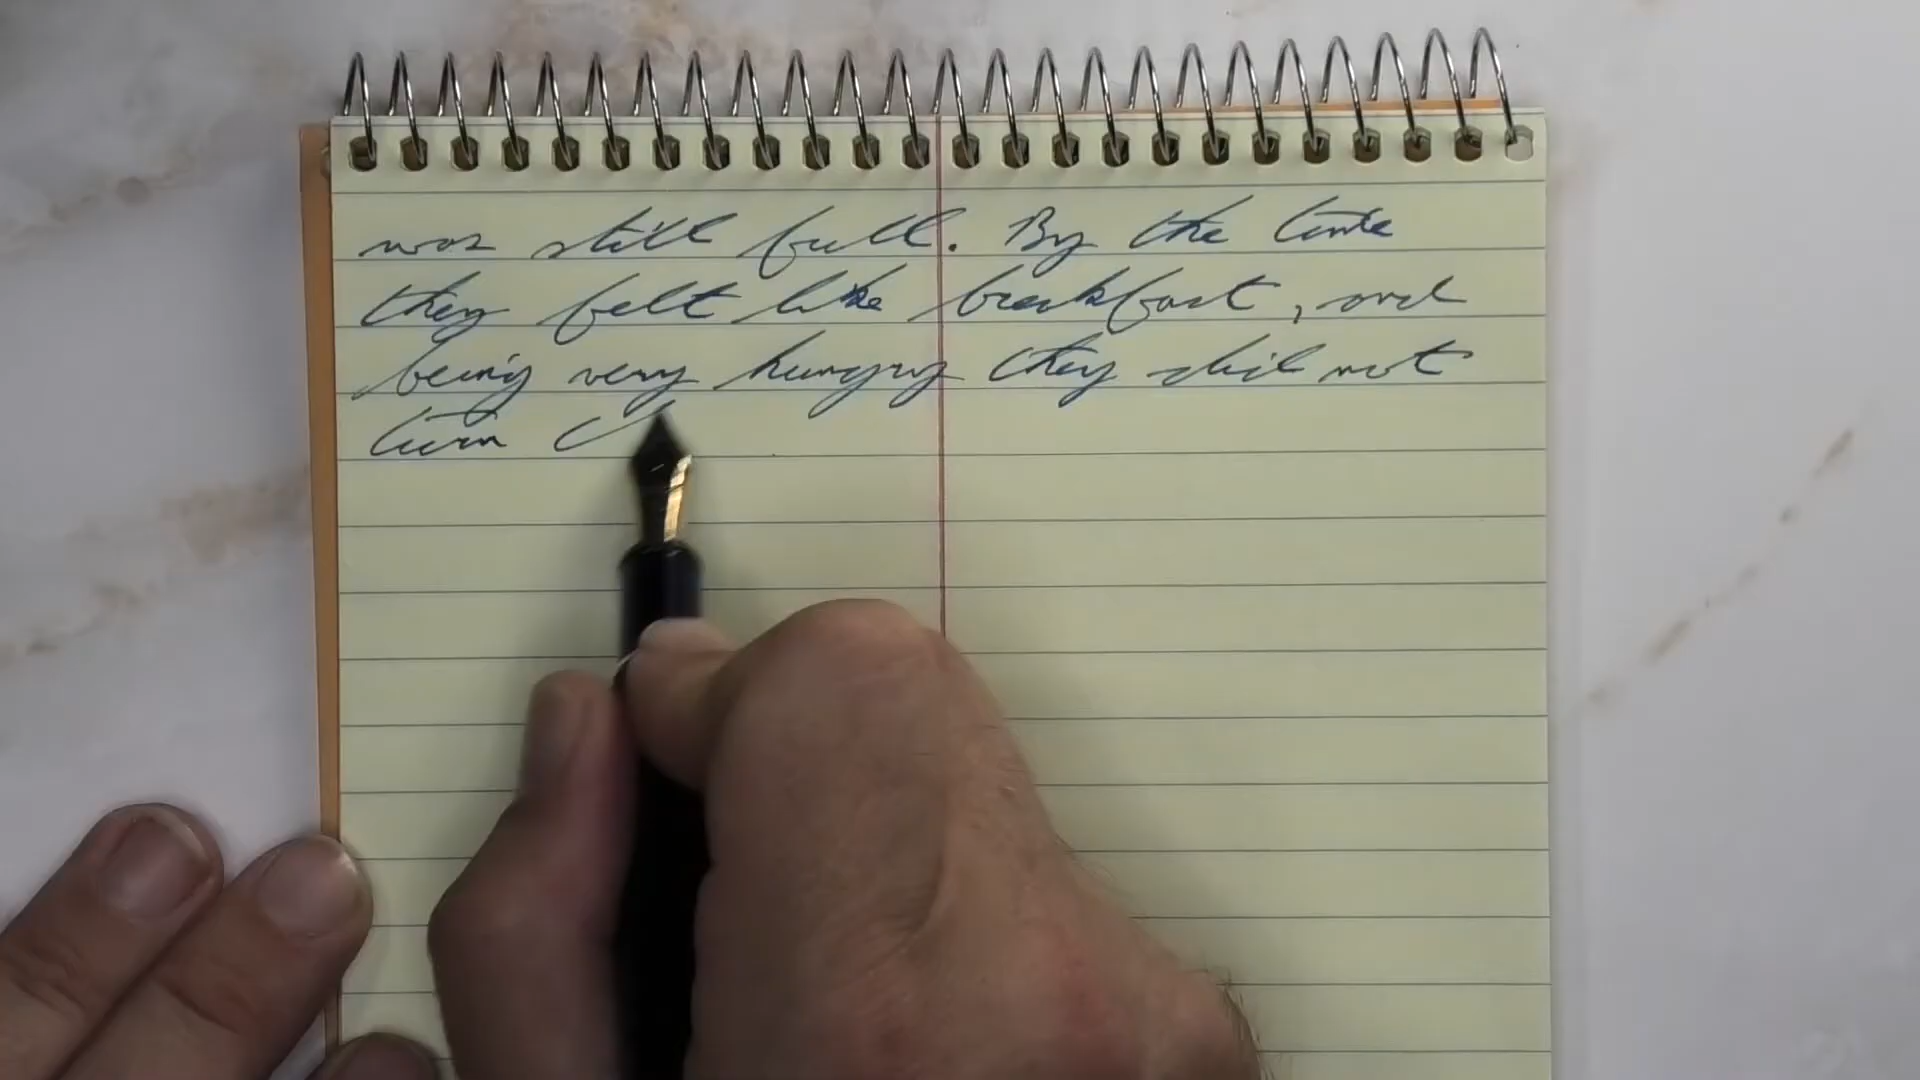 was still full. By the time
they felt like breakfast, and
being very hungry they did not
turn